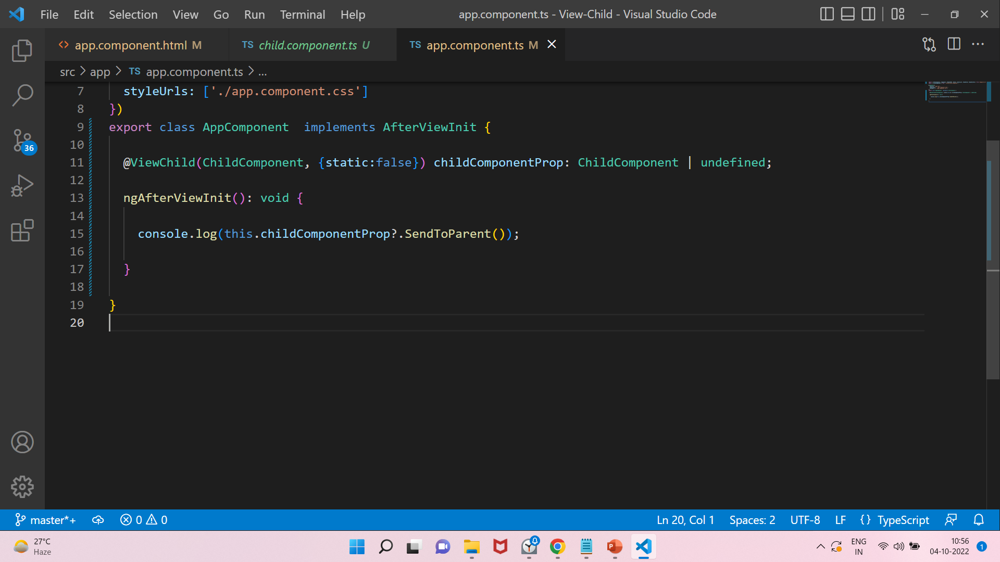 File Edit Selection View Go Run Terminal Help app.component.ts - View-Child - Visual Studio Code
app.component.html M TS child.component.ts U TS app.component.ts M
src > app > TS app.component.ts > ...
7 styleUrls: ['./app.component.css']
8 })
9 export class AppComponent  implements AfterViewInit {
10
11 @ViewChild(ChildComponent, {static:false}) childComponentProp: ChildComponent | undefined;
12
13 ngAfterViewInit(): void {
14
15 console.log(this.childComponentProp?.SendToParent());
16
17 }
18
19 }
20
36
master*+ 0 0 Ln 20, Col 1 Spaces: 2 UTF-8 LF {} TypeScript
27°C
Haze
ENG
IN
10:56
04-10-2022
1